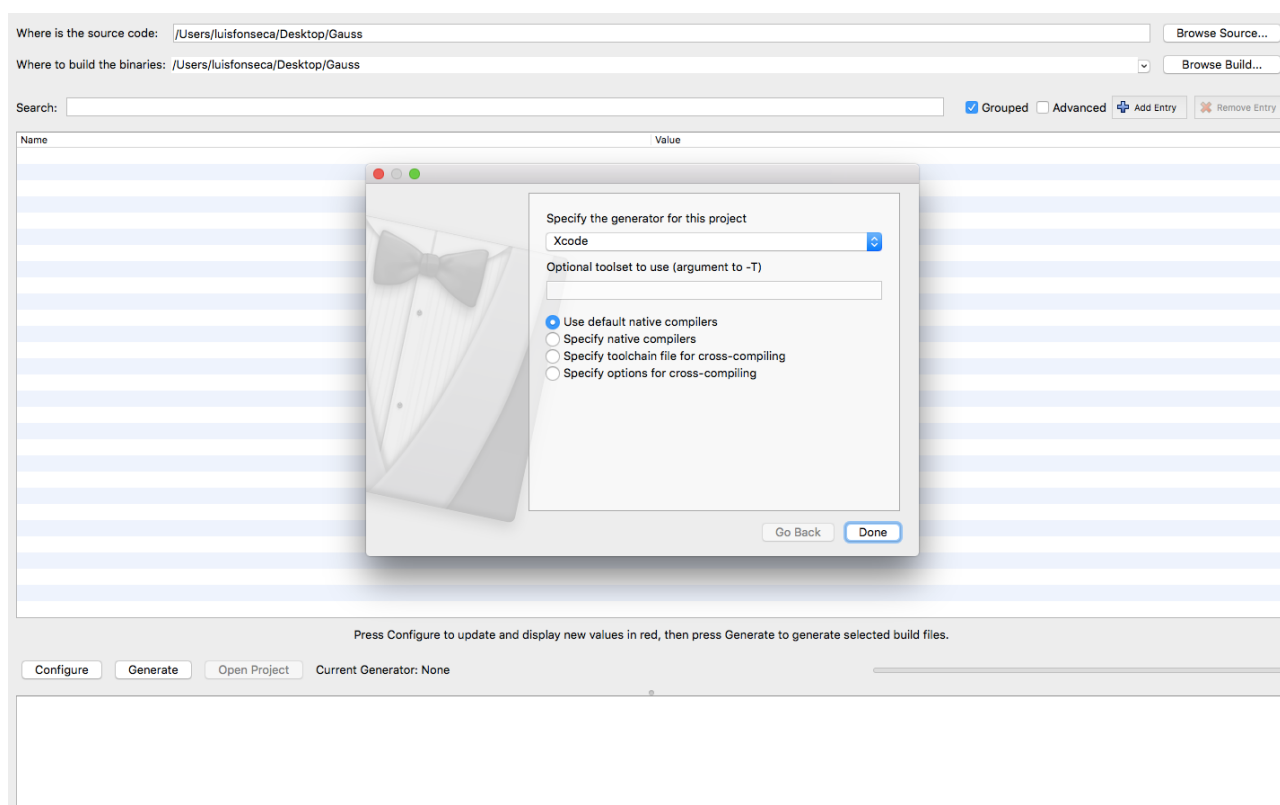 Where is the source code: /Users/luisfonseca/Desktop/Gauss Browse Source...
Where to build the binaries: /Users/luisfonseca/Desktop/Gauss Browse Build...
Search: Grouped Advanced Add Entry Remove Entry
Name Value
Specify the generator for this project
Xcode
Optional toolset to use (argument to -T)
Use default native compilers
Specify native compilers
Specify toolchain file for cross-compiling
Specify options for cross-compiling
Go Back Done
Press Configure to update and display new values in red, then press Generate to generate selected build files.
Configure Generate Open Project Current Generator: None